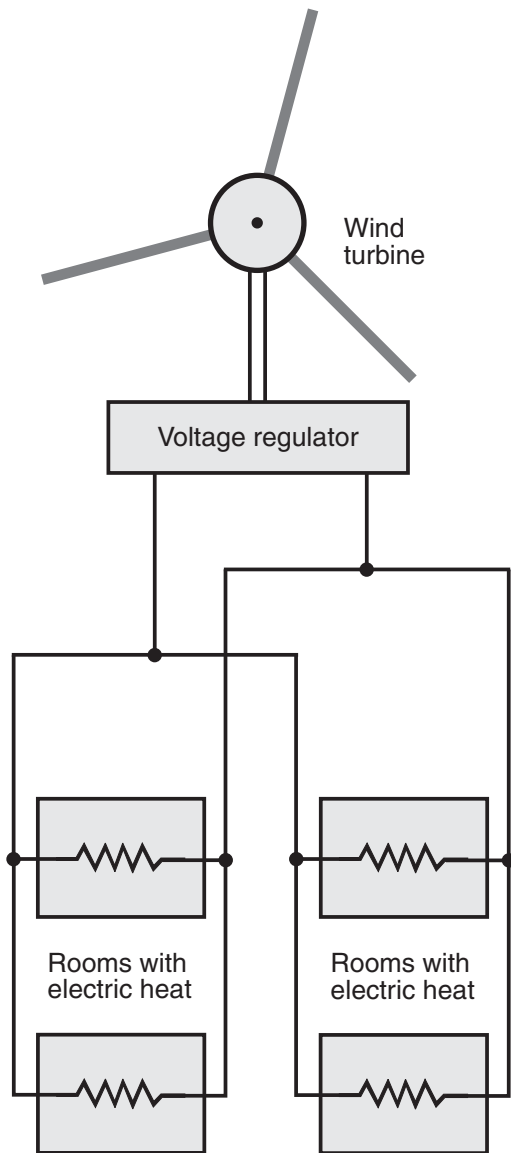 Wind
turbine
Voltage regulator
Rooms with
electric heat
Rooms with
electric heat